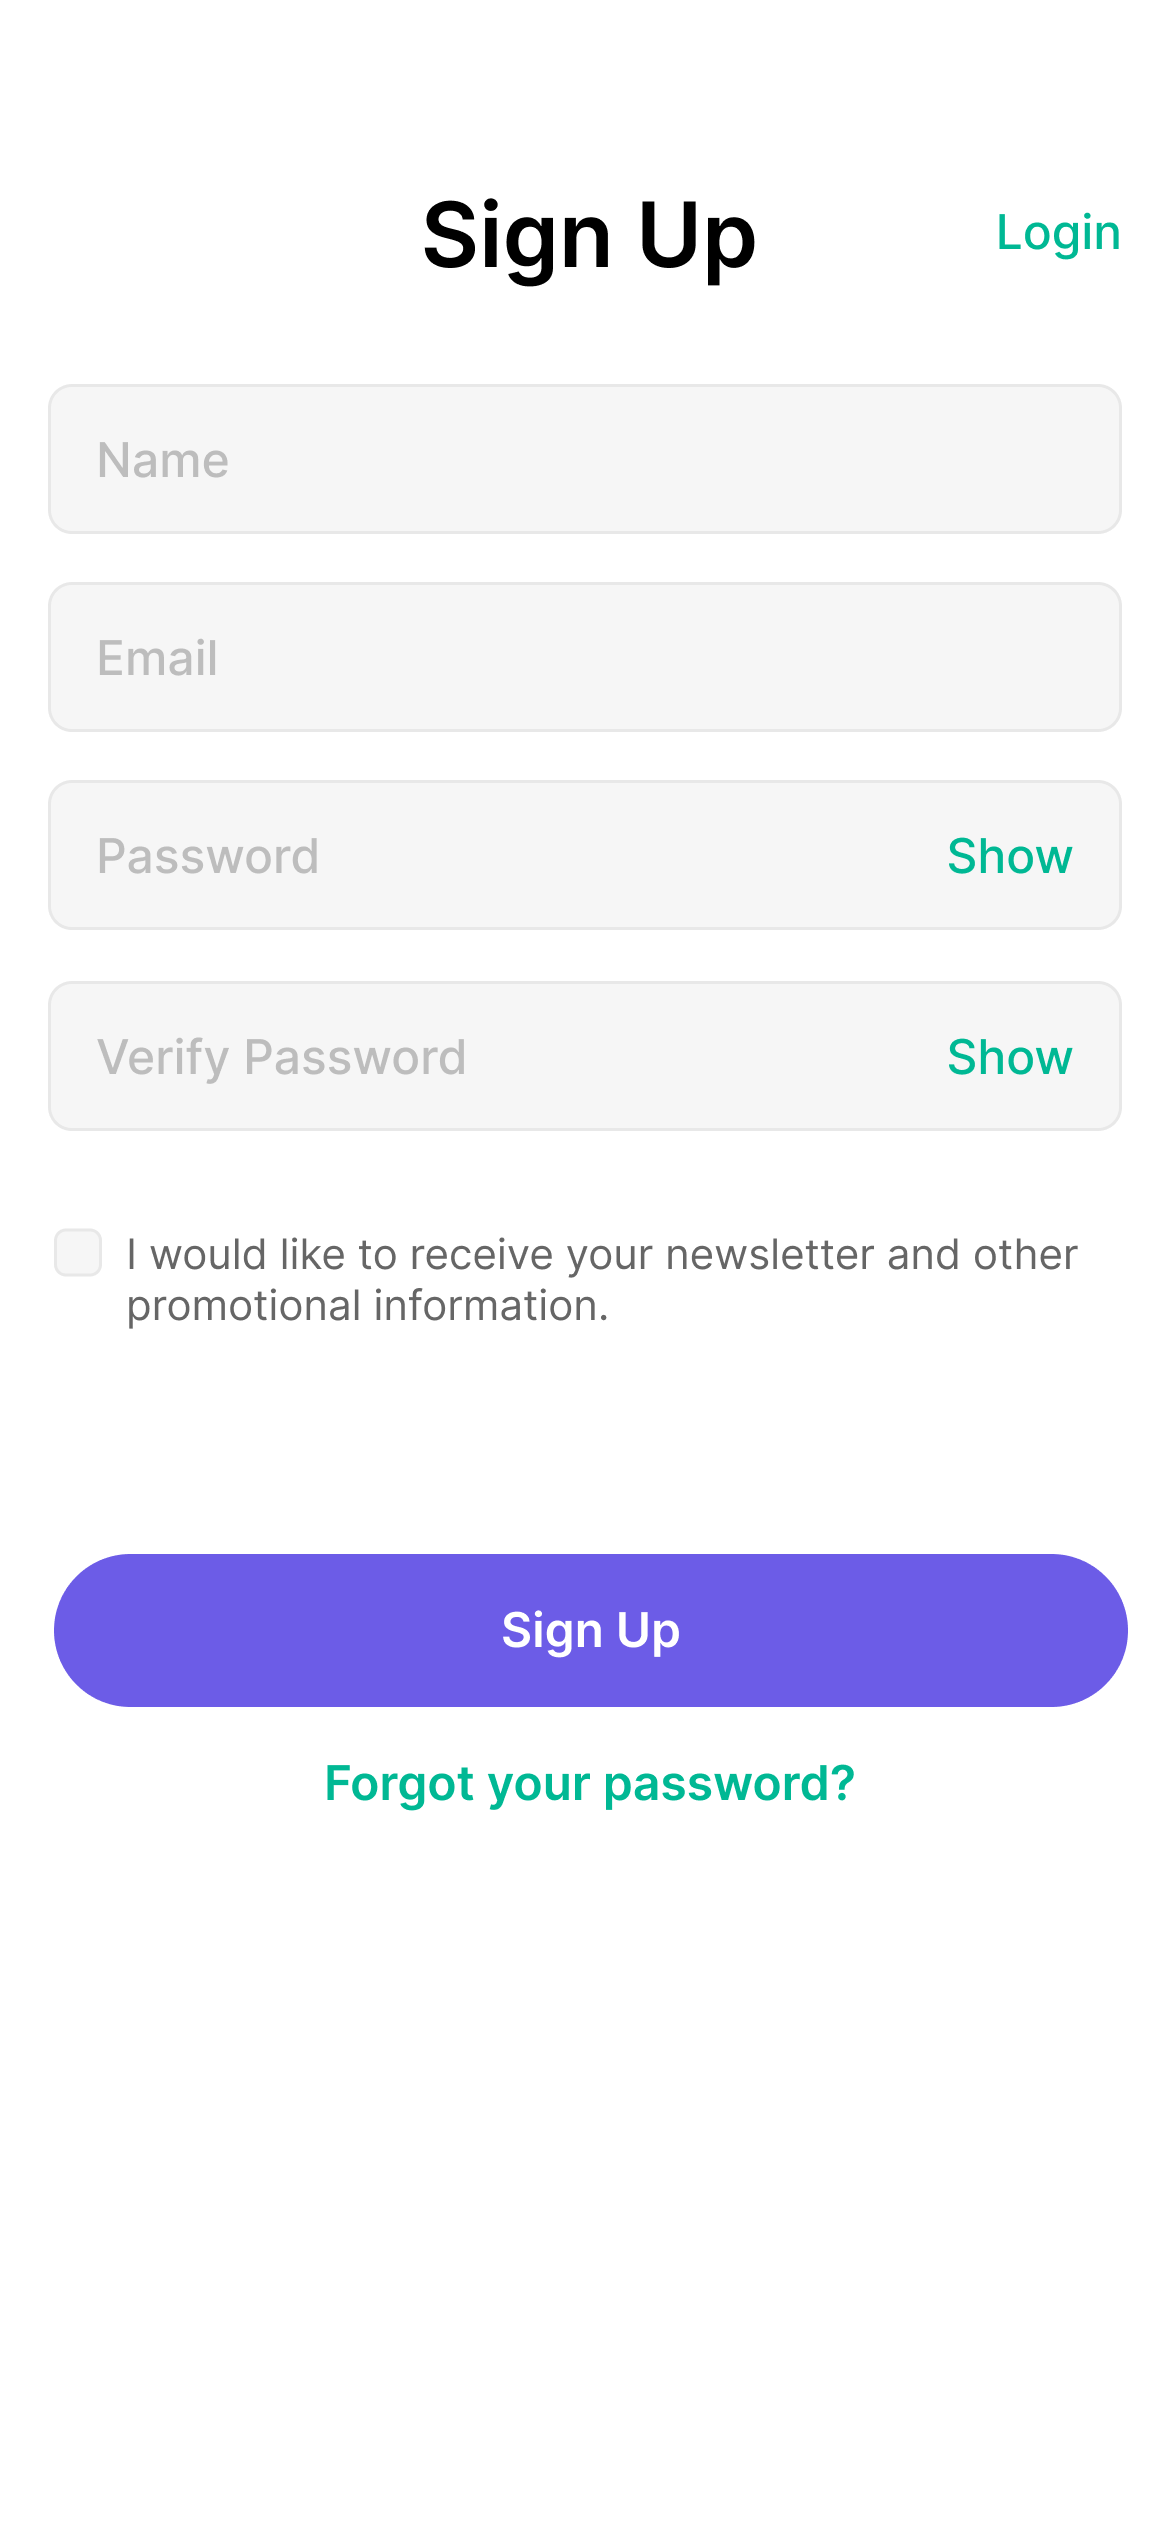 Sign Up
Login
Name
Email
Password
Show
Verify Password
Show
I would like to receive your newsletter and other
promotional information.
Sign Up
Forgot your password?